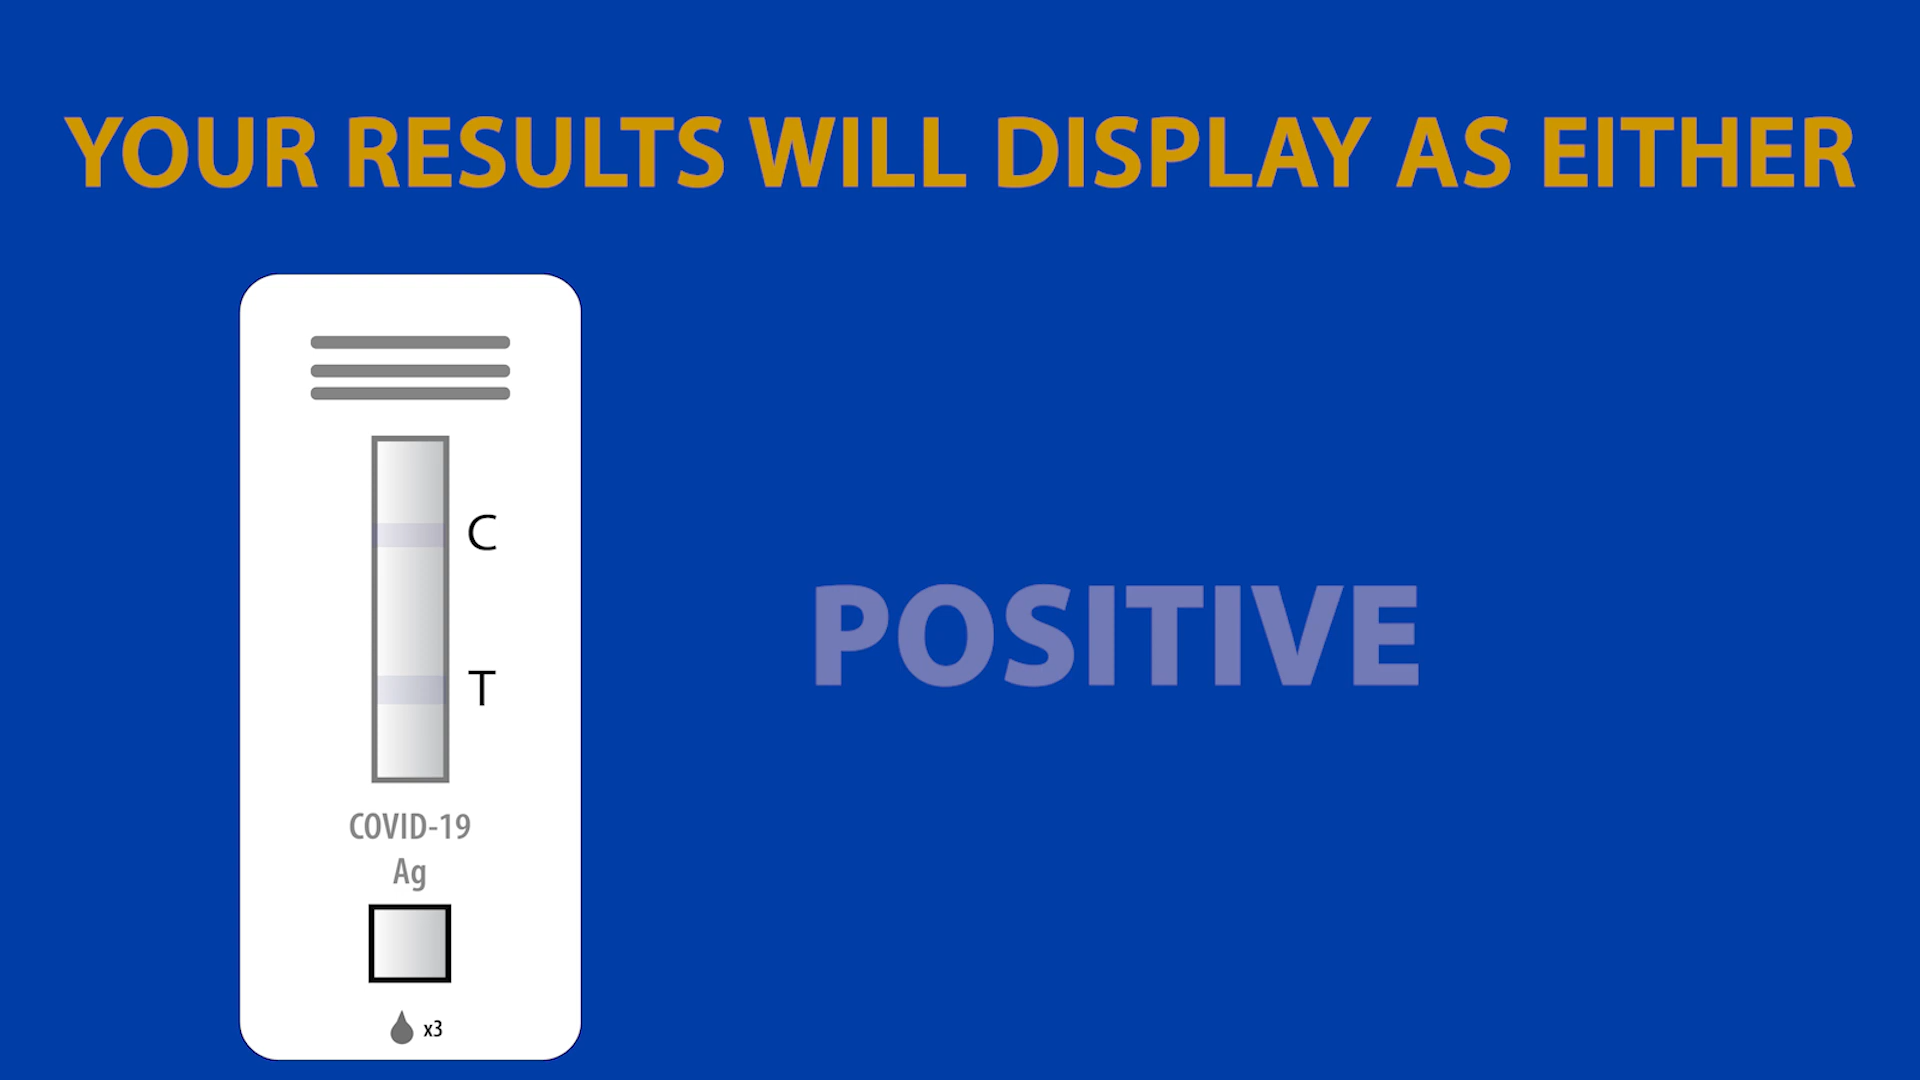 YOUR RESULTS WILL DISPLAY AS EITHER
C
T
POSITIVE
COVID-19
Ag
x3